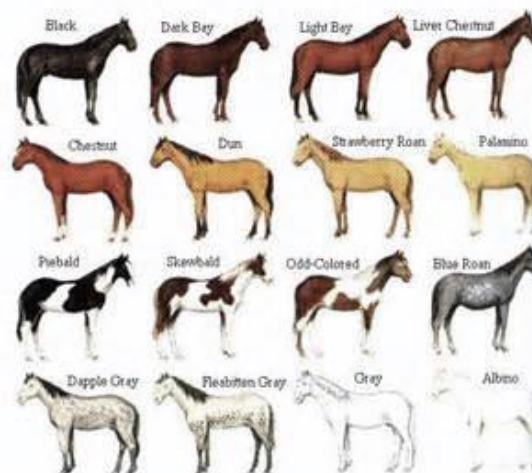 Black
Dark Bay
Light Bay
Liver Chestnut
Chestnut
Dun
Strawberry Roan
Palamino
Piebald
Skewbald
Odd-Colored
Blue Roan
Dapple Gray
Fleabitten Gray
Gray
Albino